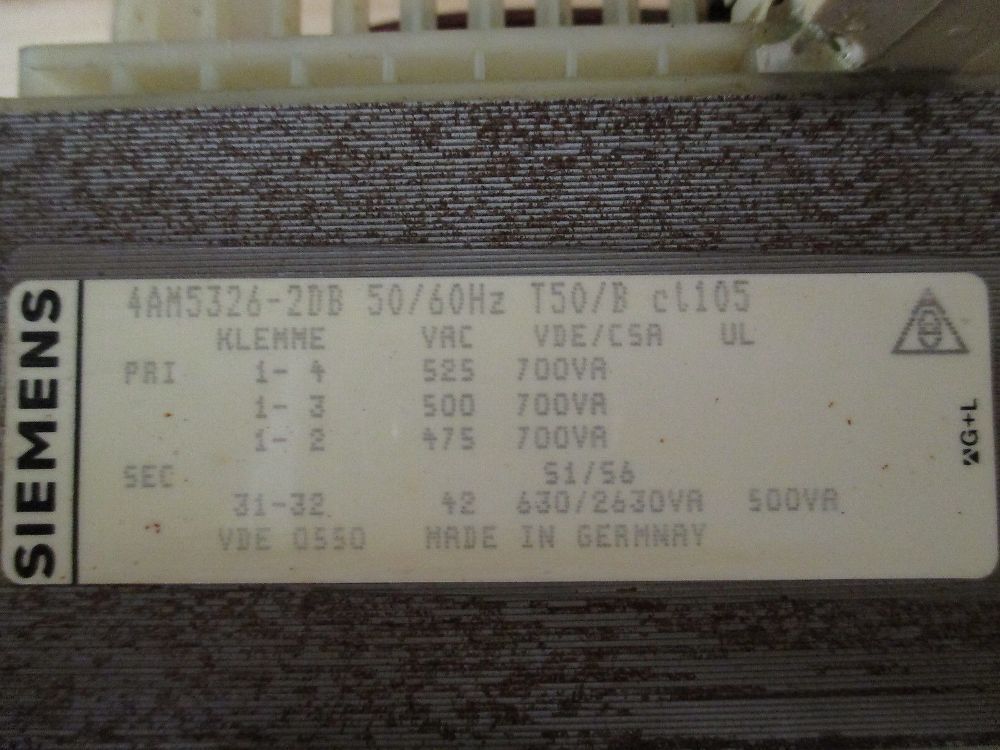 SIEMENS
4AM5326-2DB 50/60Hz T50/B cl105
KLEMME VAC VDE/CSA UL
PRI 1- 4 525 700VA
1- 3 500 700VA
1- 2 475 700VA
SEC S1/S6
31-32 42 630/2630VA 500VA
VDE 0550 MADE IN GERMNAY
G+L